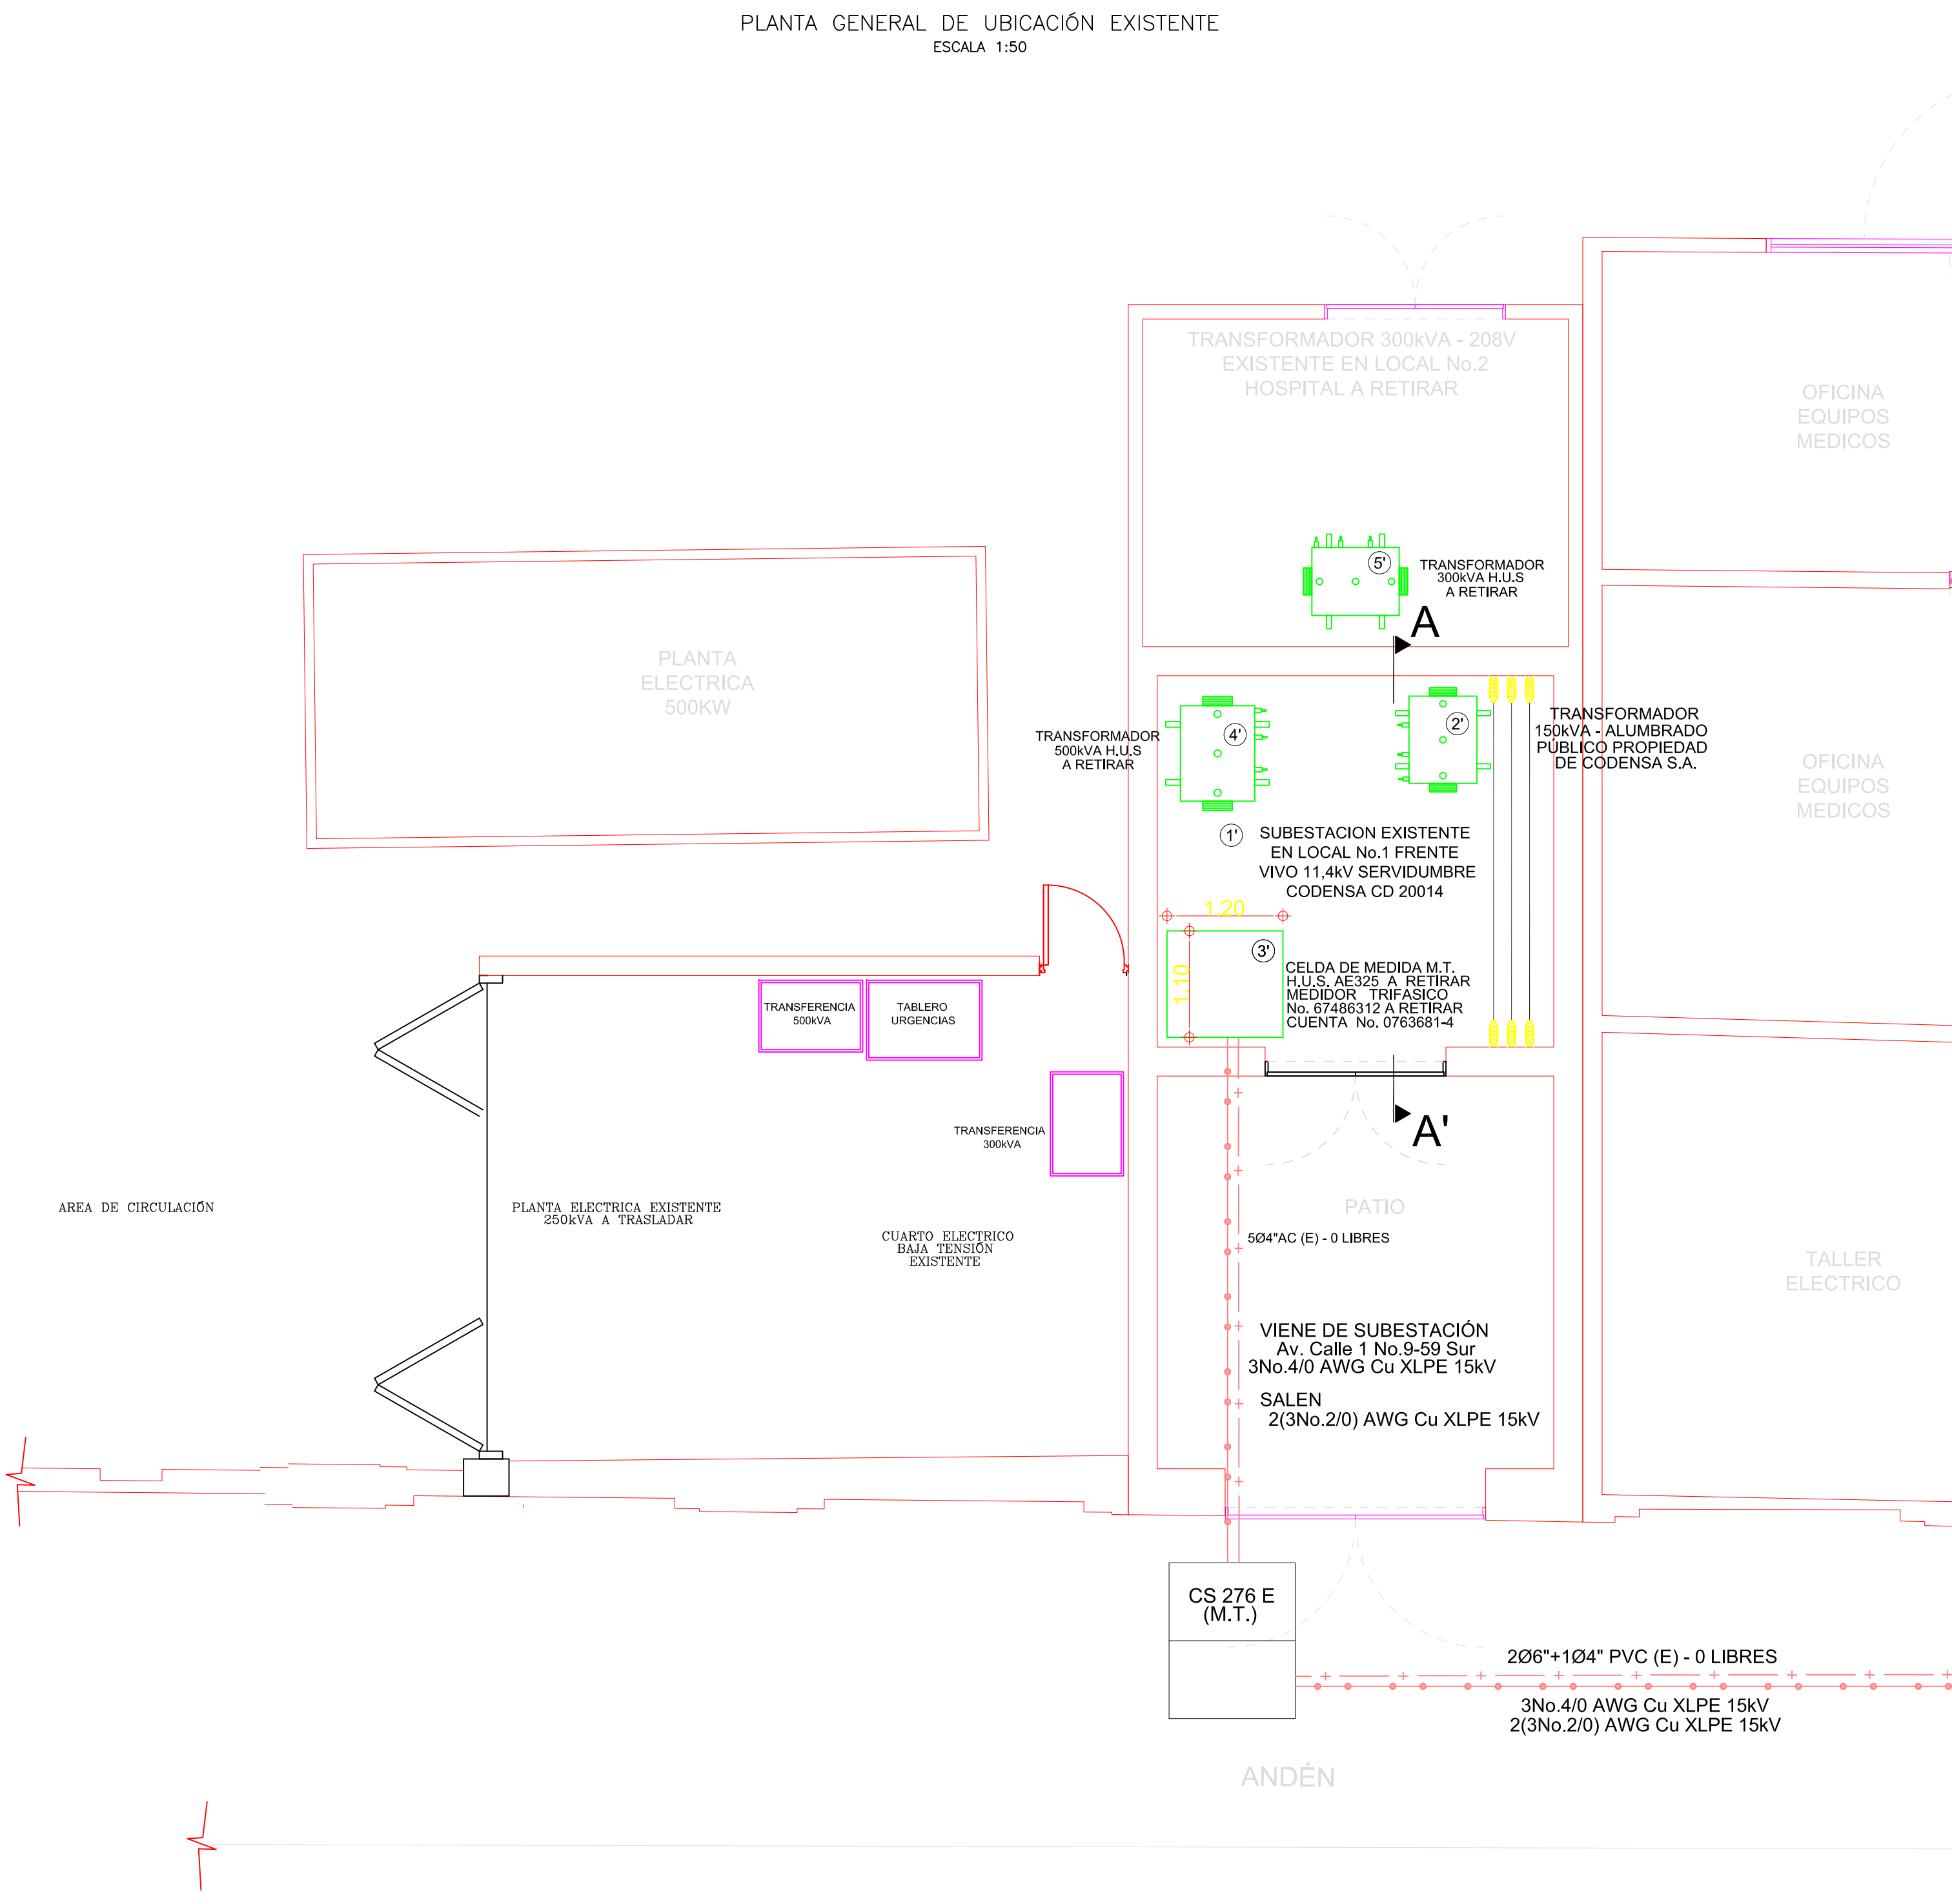 PLANTA GENERAL DE UBICACIÓN EXISTENTE
ESCALA 1:50
TRANSFORMADOR 300kVA - 208V
EXISTENTE EN LOCAL No.2
HOSPITAL A RETIRAR
OFICINA
EQUIPOS
MEDICOS
5'
TRANSFORMADOR
300kVA H.U.S
A RETIRAR
A
PLANTA
ELECTRICA
500KW
TRANSFORMADOR
500kVA H.U.S
A RETIRAR
4'
2'
TRANSFORMADOR
150kVA - ALUMBRADO
PÚBLICO PROPIEDAD
DE CODENSA S.A.
OFICINA
EQUIPOS
MEDICOS
1'
SUBESTACION EXISTENTE
EN LOCAL No.1 FRENTE
VIVO 11,4kV SERVIDUMBRE
CODENSA CD 20014
1.20
3'
1.10
CELDA DE MEDIDA M.T.
H.U.S. AE325 A RETIRAR
MEDIDOR TRIFASICO
No. 67486312 A RETIRAR
CUENTA No. 0763681-4
TRANSFERENCIA
500kVA
TABLERO
URGENCIAS
TRANSFERENCIA
300kVA
A'
AREA DE CIRCULACIÓN
PLANTA ELECTRICA EXISTENTE
250kVA A TRASLADAR
CUARTO ELECTRICO
BAJA TENSIÓN
EXISTENTE
PATIO
5Ø4"AC (E) - 0 LIBRES
TALLER
ELECTRICO
VIENE DE SUBESTACIÓN
Av. Calle 1 No.9-59 Sur
3No.4/0 AWG Cu XLPE 15kV
SALEN
2(3No.2/0) AWG Cu XLPE 15kV
CS 276 E
(M.T.)
2Ø6"+1Ø4" PVC (E) - 0 LIBRES
3No.4/0 AWG Cu XLPE 15kV
2(3No.2/0) AWG Cu XLPE 15kV
ANDÉN